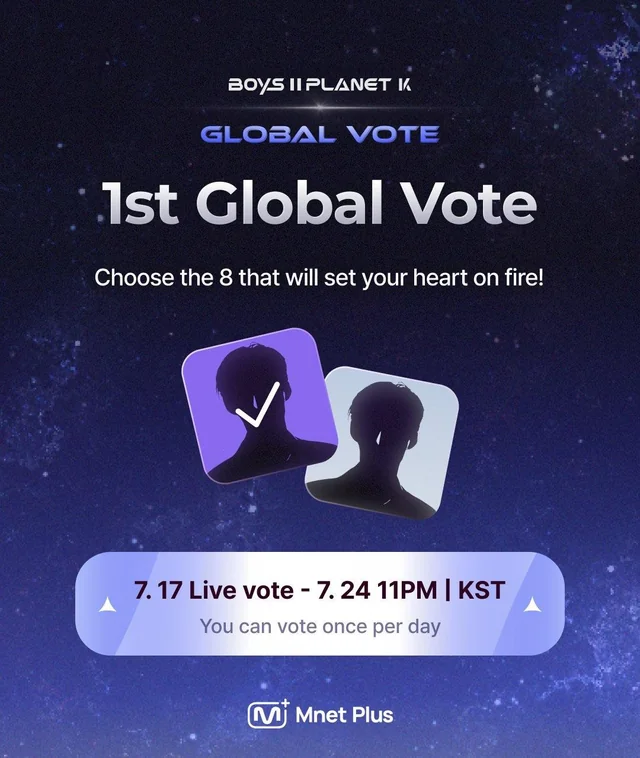 BOYS II PLANET K
GLOBAL VOTE
1st Global Vote
Choose the 8 that will set your heart on fire!
7. 17 Live vote - 7. 24 11PM | KST
You can vote once per day
M+ Mnet Plus